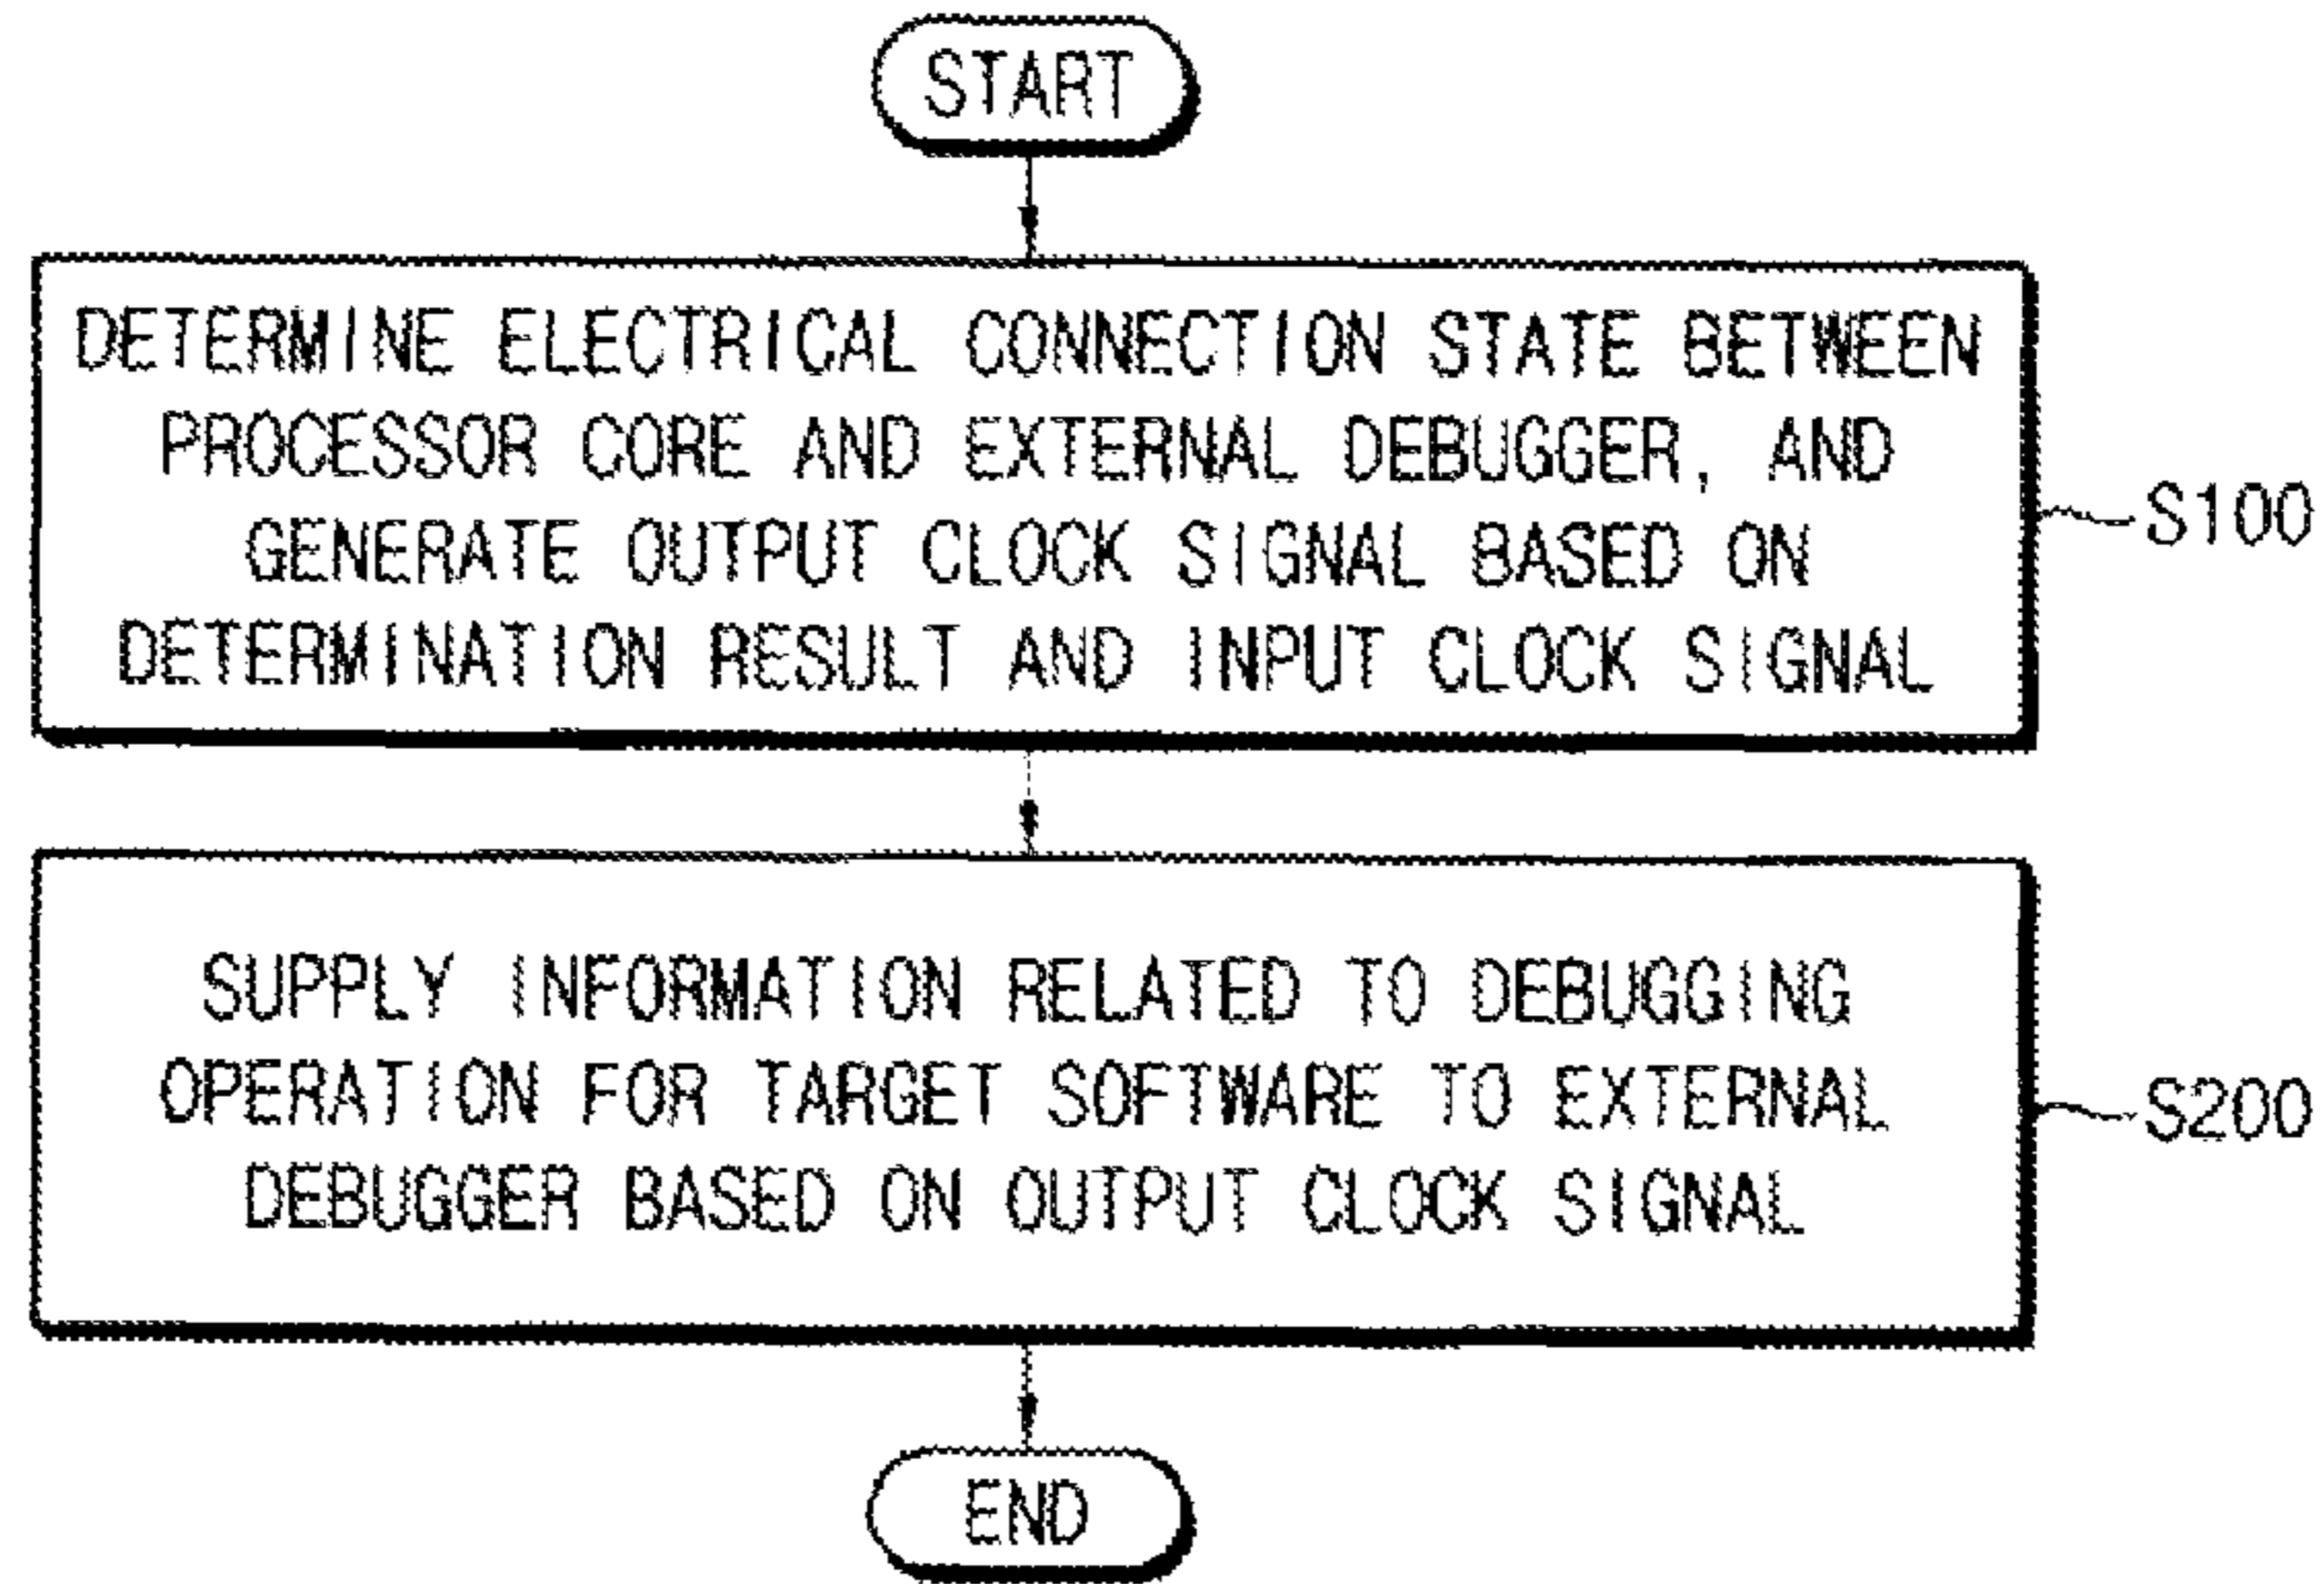 START
DETERMINE ELECTRICAL CONNECTION STATE BETWEEN
PROCESSOR CORE AND EXTERNAL DEBUGGER, AND
GENERATE OUTPUT CLOCK SIGNAL BASED ON
DETERMINATION RESULT AND INPUT CLOCK SIGNAL
S100
SUPPLY INFORMATION RELATED TO DEBUGGING
OPERATION FOR TARGET SOFTWARE TO EXTERNAL
DEBUGGER BASED ON OUTPUT CLOCK SIGNAL
S200
END